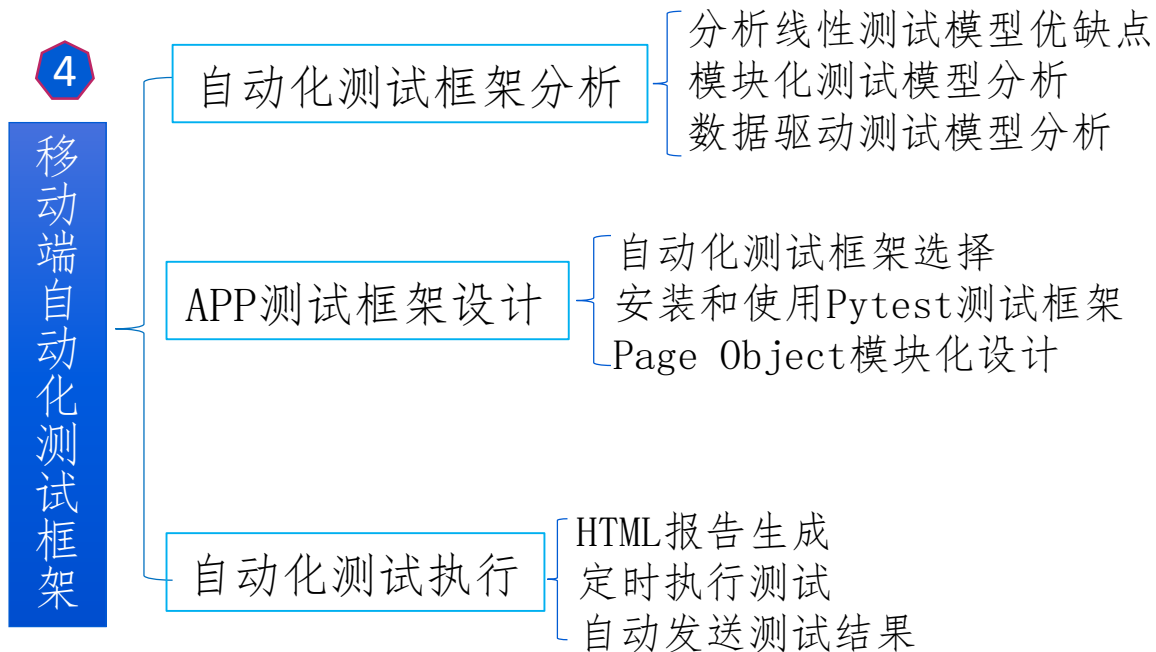 4
移动端自动化测试框架
自动化测试框架分析
分析线性测试模型优缺点
模块化测试模型分析
数据驱动测试模型分析
APP测试框架设计
自动化测试框架选择
安装和使用Pytest测试框架
Page Object模块化设计
自动化测试执行
HTML报告生成
定时执行测试
自动发送测试结果